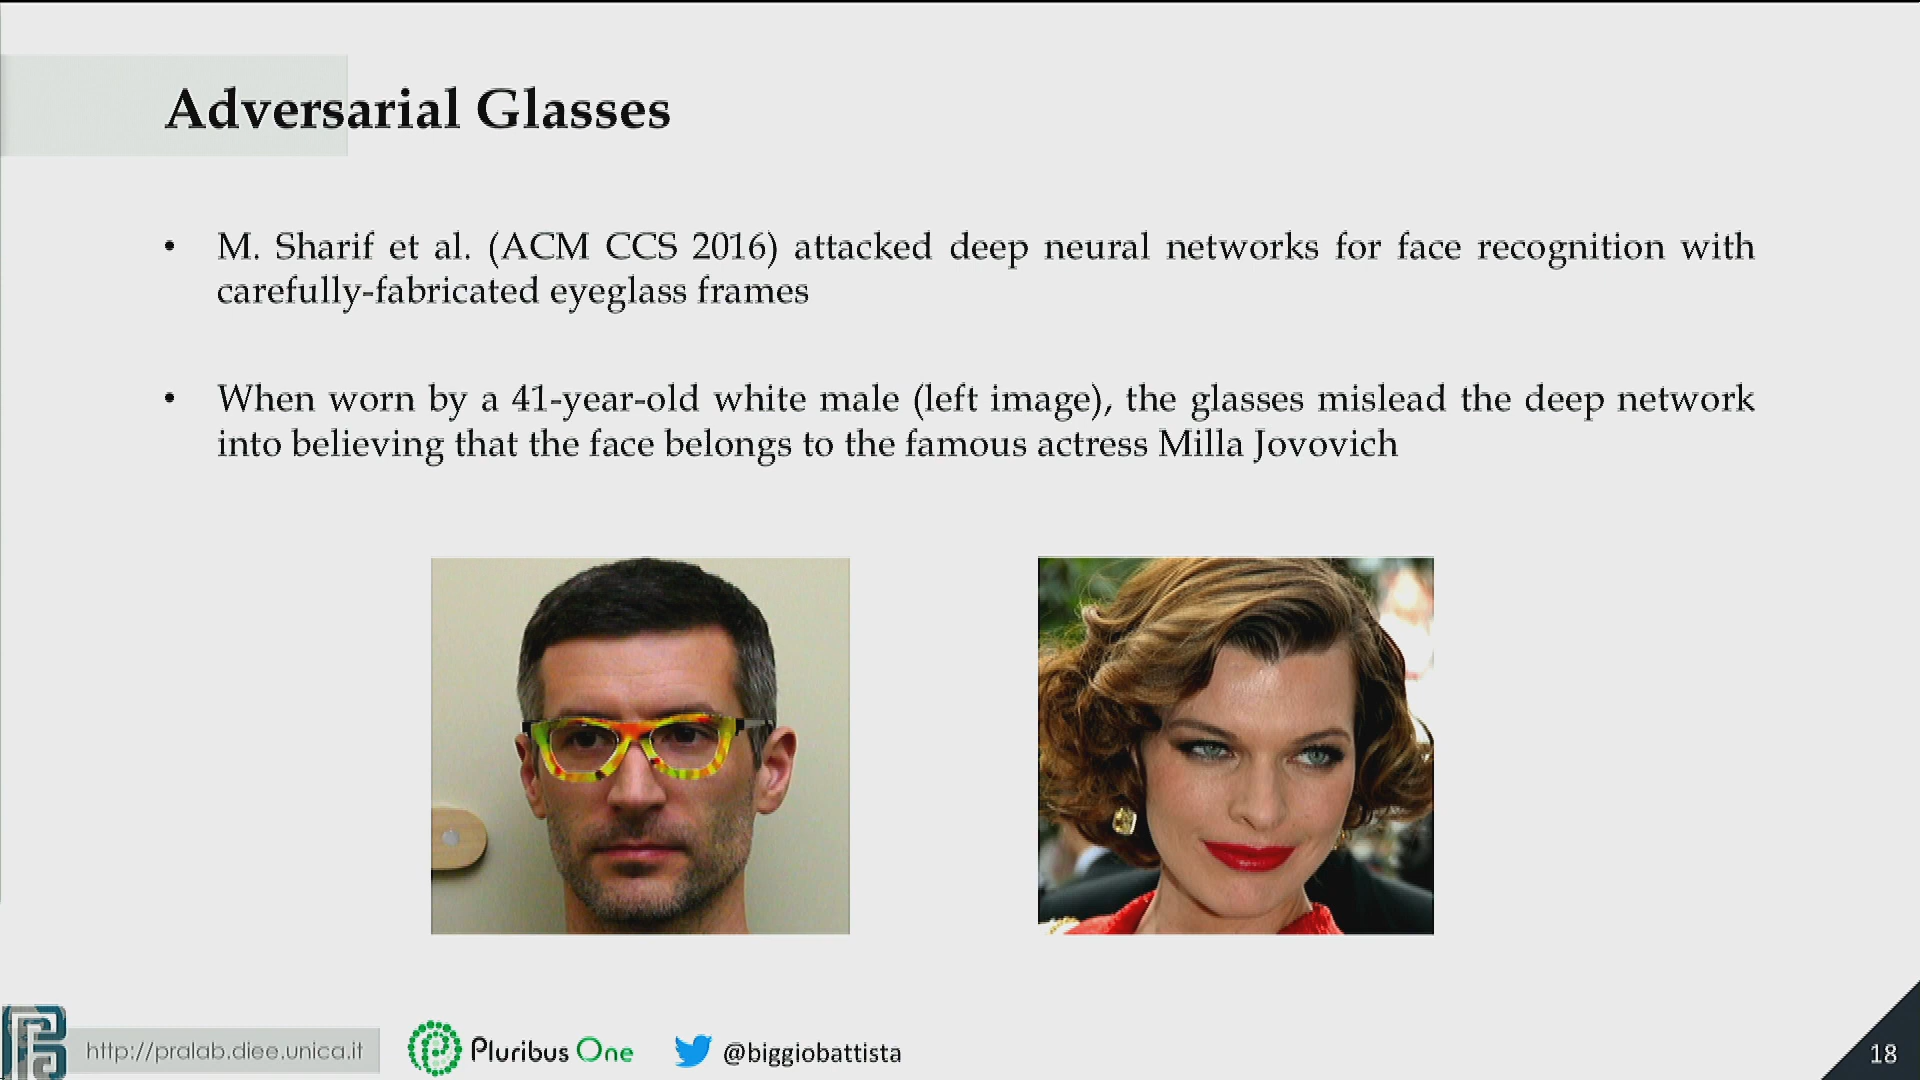 Adversarial Glasses
• M. Sharif et al. (ACM CCS 2016) attacked deep neural networks for face recognition with
carefully-fabricated eyeglass frames
• When worn by a 41-year-old white male (left image), the glasses mislead the deep network
into believing that the face belongs to the famous actress Milla Jovovich
http://pralab.diee.unica.it
Pluribus One
@biggiobattista
18